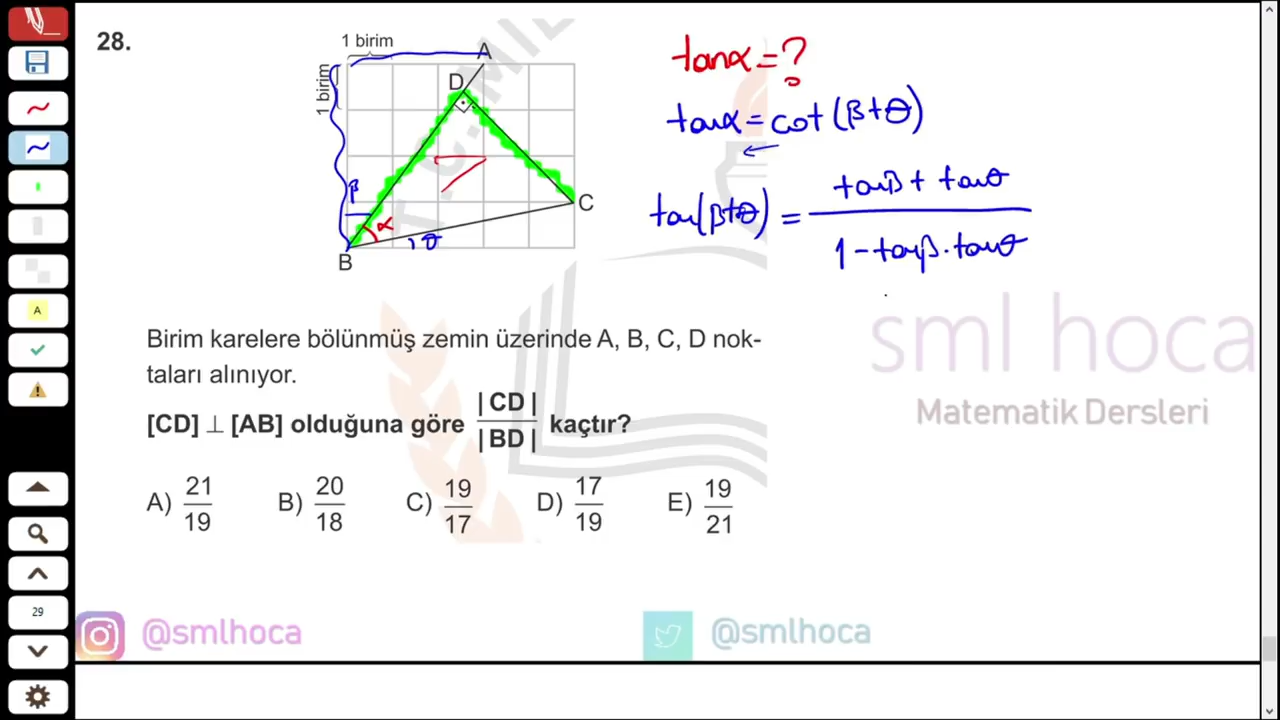 28.
1 birim
1 birim
A
D
C
B
β
α
θ
tanα = ?
tanα = cot(β+θ)
tan(β+θ) = tanβ + tanθ
1 - tanβ · tanθ
Birim karelere bölünmüş zemin üzerinde A, B, C, D nok-
taları alınıyor.
[CD] ⊥ [AB] olduğuna göre |CD| / |BD| kaçtır?
A) 21/19 B) 20/18 C) 19/17 D) 17/19 E) 19/21
sml hoca
Matematik Dersleri
@smlhoca @smlhoca
A
29